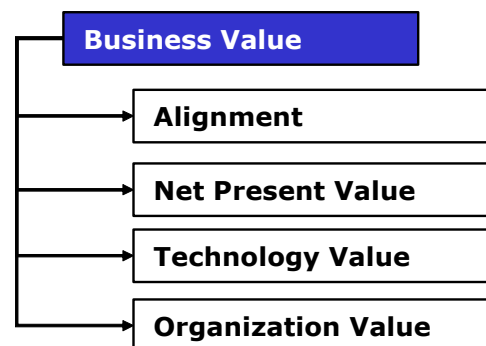 Business Value
Alignment
Net Present Value
Technology Value
Organization Value